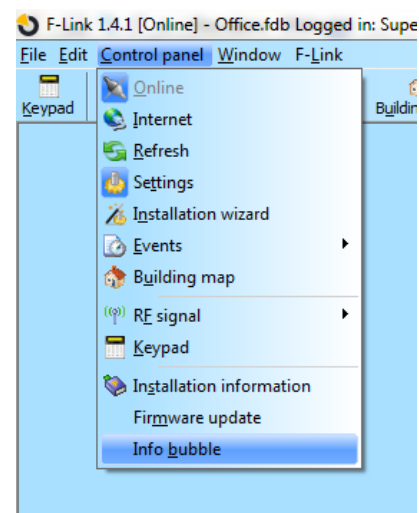 F-Link 1.4.1 [Online] - Office.fdb Logged in: Supe
File Edit Control panel Window F-Link
Keypad
Online
Internet
Refresh
Settings
Installation wizard
Events
Building map
RF signal
Keypad
Installation information
Firmware update
Info bubble